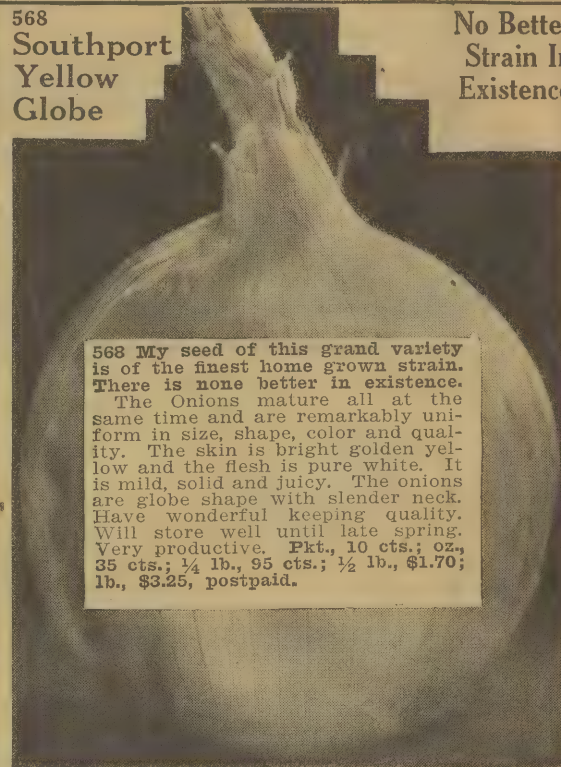 568
Southport
Yellow
Globe
No Bette
Strain I
Existenc
568 My seed of this grand variety
is of the finest home grown strain.
There is none better in existence.
The Onions mature all at the
same time and are remarkably uni-
form in size, shape, color and qual-
ity. The skin is bright golden yel-
low and the flesh is pure white. It
is mild, solid and juicy. The onions
are globe shape with slender neck.
Have wonderful keeping quality.
Will store well until late spring.
Very productive. Pkt., 10 cts.; oz.,
35 cts.; ¼ lb., 95 cts.; ½ lb., $1.70;
lb., $3.25, postpaid.